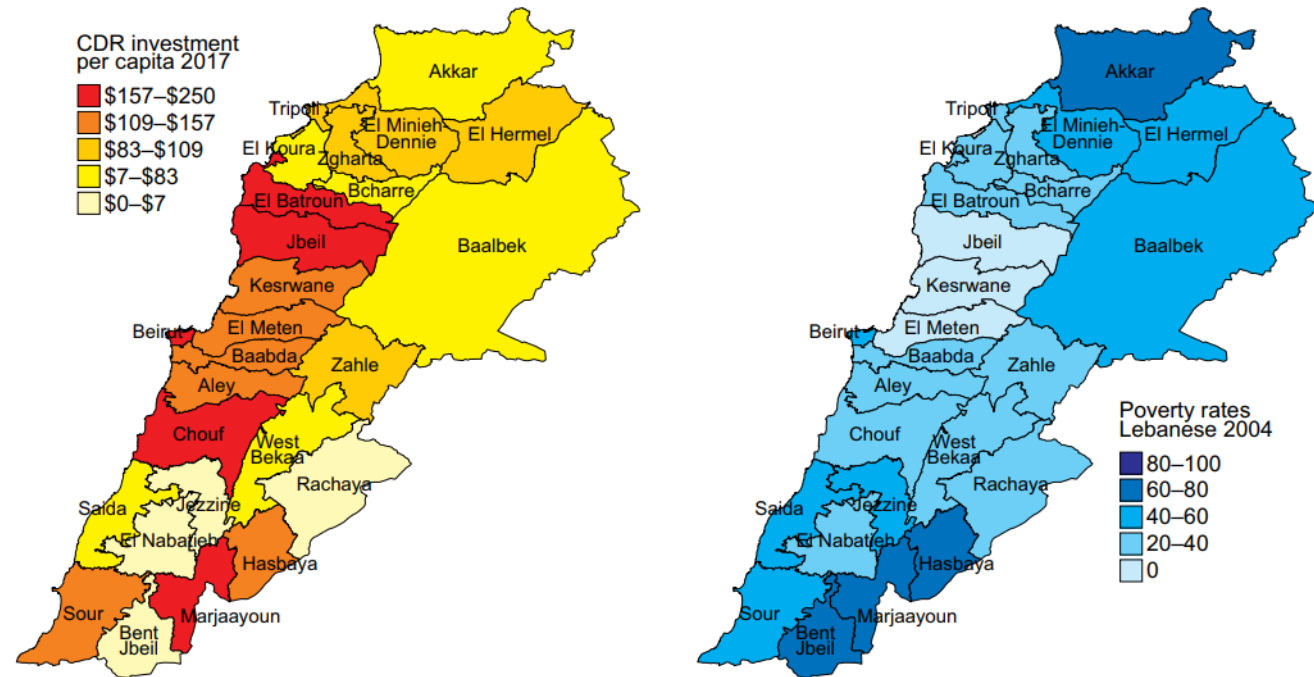 CDR investment
per capita 2017
$157–$250
$109–$157
$83–$109
$7–$83
$0–$7
Akkar
Tripoli
El Minieh-
Dennie
El Hermel
El Koura
Zgharta
Bcharre
El Batroun
Jbeil
Baalbek
Kesrwane
Beirut
El Meten
Baabda
Zahle
Aley
Chouf
West
Bekaa
Rachaya
Saida
Jezzine
El Nabatieh
Hasbaya
Sour
Marjaayoun
Bent
Jbeil
Akkar
Tripoli
El Minieh-
Dennie
El Hermel
El Koura
Zgharta
Bcharre
El Batroun
Jbeil
Baalbek
Kesrwane
Beirut
El Meten
Baabda
Zahle
Aley
Chouf
West
Bekaa
Rachaya
Saida
Jezzine
El Nabatieh
Hasbaya
Sour
Marjaayoun
Bent
Jbeil
Poverty rates
Lebanese 2004
80–100
60–80
40–60
20–40
0